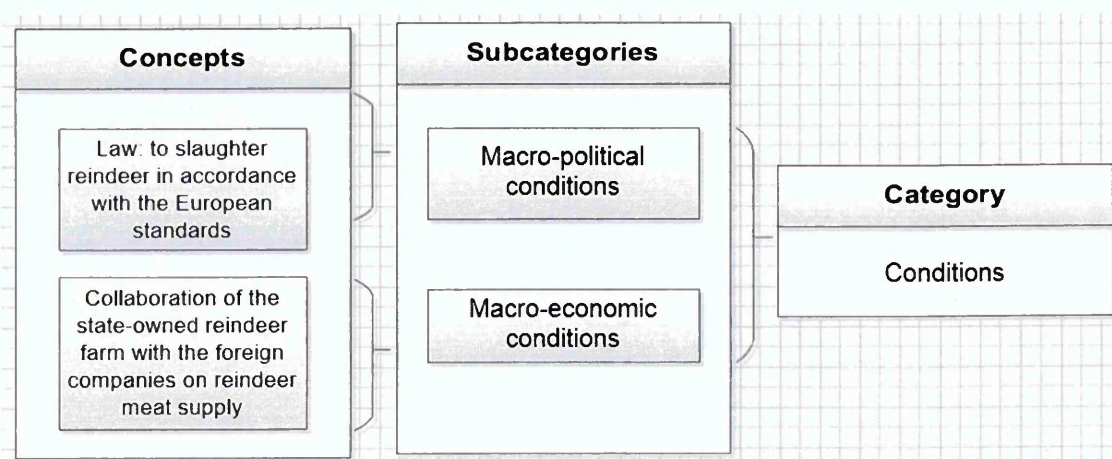 Concepts
Law: to slaughter
reindeer in accordance
with the European
standards
Collaboration of the
state-owned reindeer
farm with the foreign
companies on reindeer
meat supply
Subcategories
Macro-political
conditions
Macro-economic
conditions
Category
Conditions